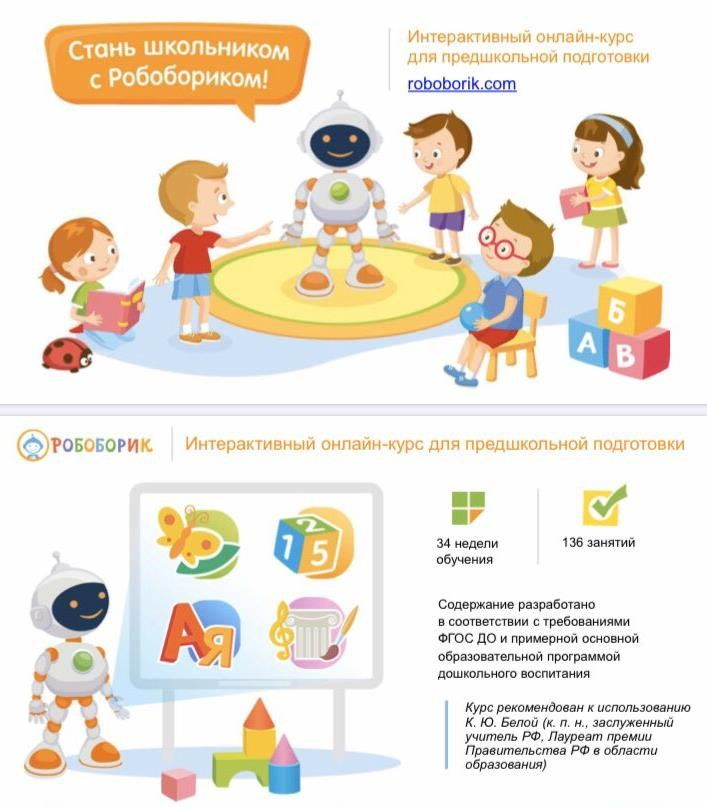 Стань школьником
с Робобориком!
Интерактивный онлайн-курс
для предшкольной подготовки
roboborik.com
Б
А В
РОБОБОРИК
Интерактивный онлайн-курс для предшкольной подготовки
2
1 5
А Я
34 недели
обучения
136 занятий
Содержание разработано
в соответствии с требованиями
ФГОС ДО и примерной основной
образовательной программой
дошкольного воспитания
Курс рекомендован к использованию
К. Ю. Белой (к. п. н., заслуженный
учитель РФ, Лауреат премии
Правительства РФ в области
образования)